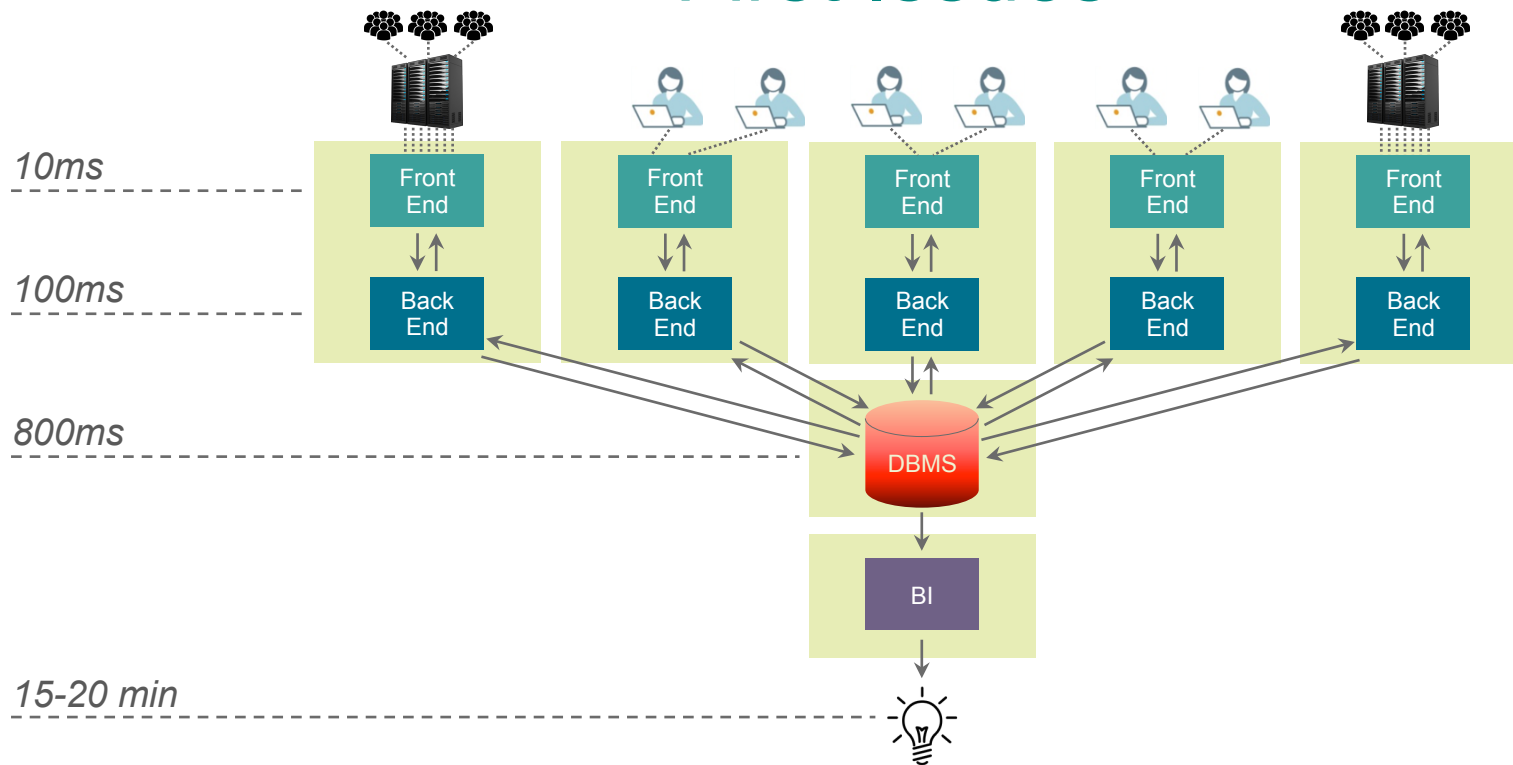 10ms
Front
End
Front
End
Front
End
Front
End
Front
End
100ms
Back
End
Back
End
Back
End
Back
End
Back
End
800ms
DBMS
BI
15-20 min